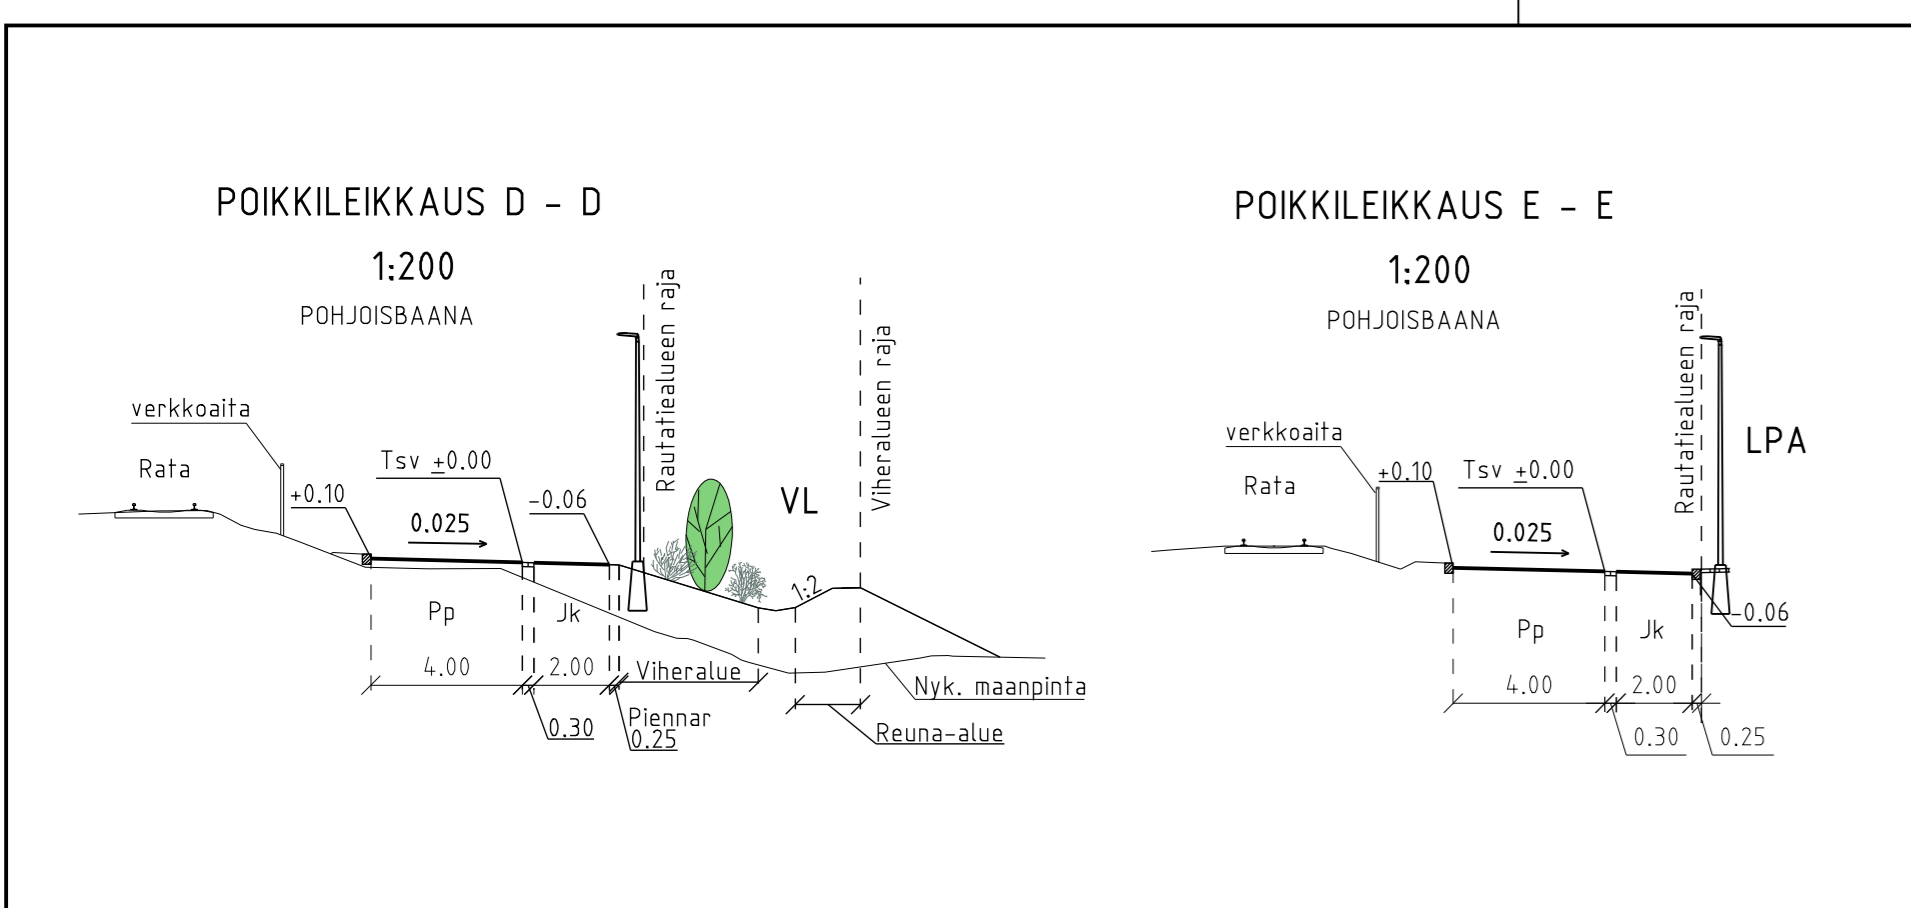 POIKKILEIKKAUS D - D
1:200
POHJOISBAANA
verkkoaita
Rata
+0.10
Tsv ±0.00
0.025
-0.06
Rautatiealueen raja
VL
Viheralueen raja
1:2
Pp
Jk
4.00
2.00
Viheralue
0.30
Piennar
0.25
Nyk. maanpinta
Reuna-alue
POIKKILEIKKAUS E - E
1:200
POHJOISBAANA
verkkoaita
Rata
+0.10
Tsv ±0.00
0.025
Rautatiealueen raja
LPA
-0.06
Pp
Jk
4.00
2.00
0.30
0.25